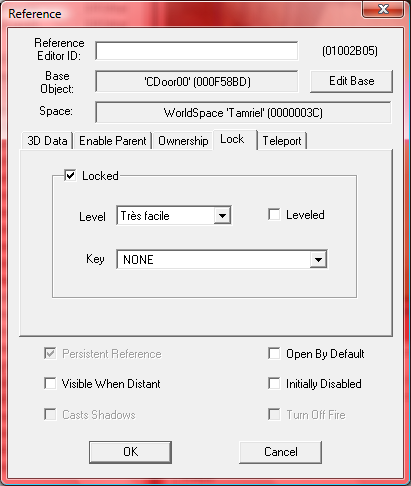 Reference
Reference
Editor ID:
(01002B05)
Base
Object:
'CDoor00' (000F58BD)
Edit Base
Space:
WorldSpace 'Tamriel' (0000003C)
3D Data
Enable Parent
Ownership
Lock
Teleport
Locked
Level
Très facile
Leveled
Key
NONE
Persistent Reference
Open By Default
Visible When Distant
Initially Disabled
Casts Shadows
Turn Off Fire
OK
Cancel